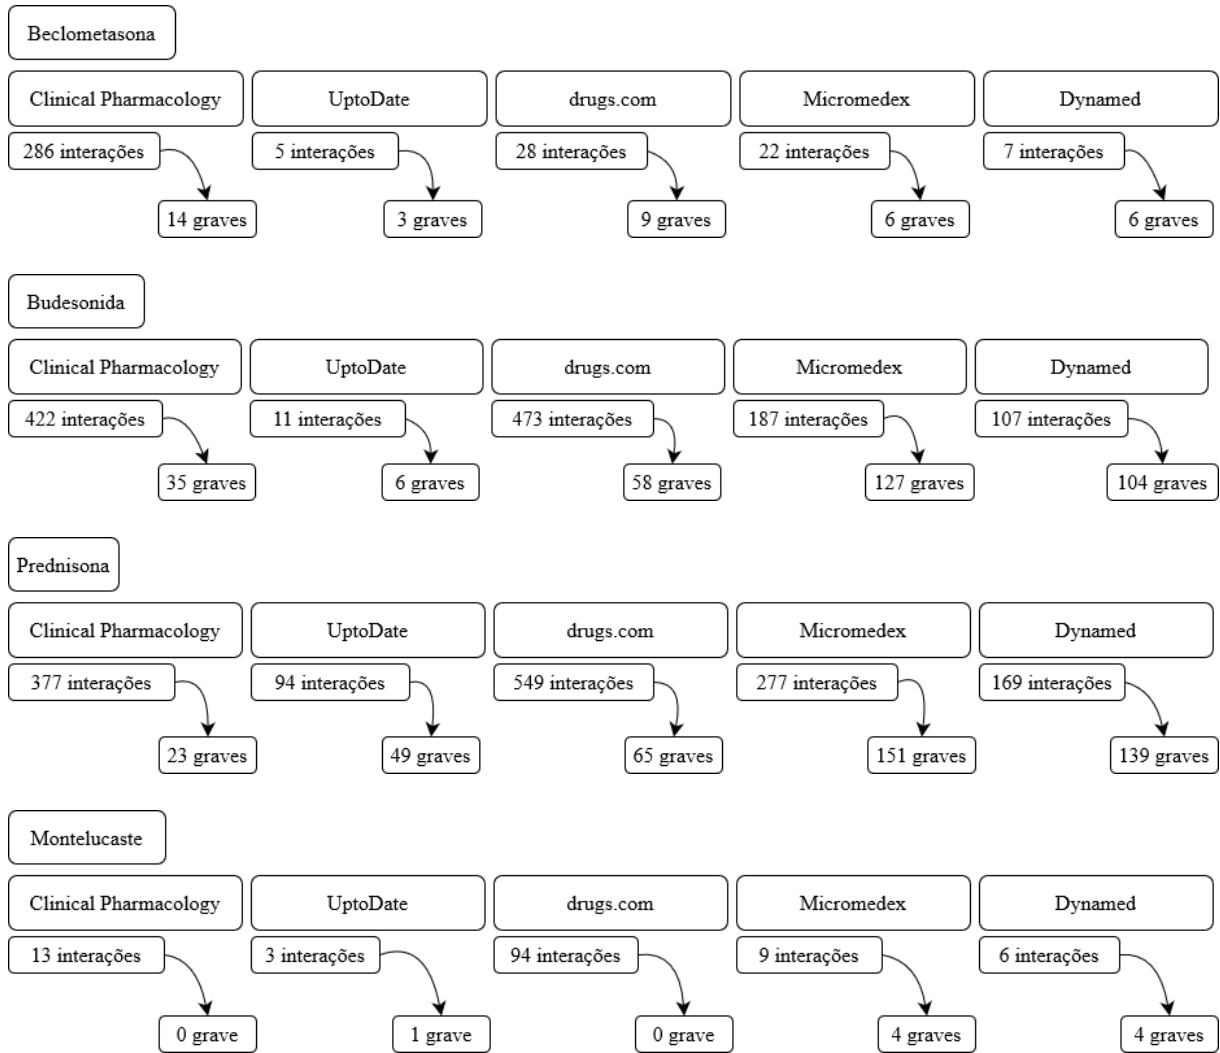 Beclometasona
Clinical Pharmacology UptoDate drugs.com Micromedex Dynamed
286 interações 5 interações 28 interações 22 interações 7 interações
14 graves 3 graves 9 graves 6 graves 6 graves
Budesonida
Clinical Pharmacology UptoDate drugs.com Micromedex Dynamed
422 interações 11 interações 473 interações 187 interações 107 interações
35 graves 6 graves 58 graves 127 graves 104 graves
Prednisona
Clinical Pharmacology UptoDate drugs.com Micromedex Dynamed
377 interações 94 interações 549 interações 277 interações 169 interações
23 graves 49 graves 65 graves 151 graves 139 graves
Montelucaste
Clinical Pharmacology UptoDate drugs.com Micromedex Dynamed
13 interações 3 interações 94 interações 9 interações 6 interações
0 grave 1 grave 0 grave 4 graves 4 graves